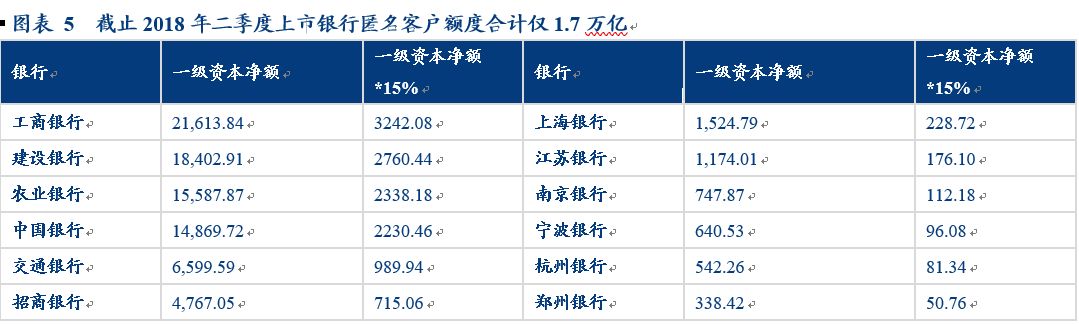 图表 5 截止 2018 年二季度上市银行匿名客户额度合计仅 1.7 万亿
银行 一级资本净额 一级资本净额*15% 银行 一级资本净额 一级资本净额*15%
工商银行 21,613.84 3242.08 上海银行 1,524.79 228.72
建设银行 18,402.91 2760.44 江苏银行 1,174.01 176.10
农业银行 15,587.87 2338.18 南京银行 747.87 112.18
中国银行 14,869.72 2230.46 宁波银行 640.53 96.08
交通银行 6,599.59 989.94 杭州银行 542.26 81.34
招商银行 4,767.05 715.06 郑州银行 338.42 50.76